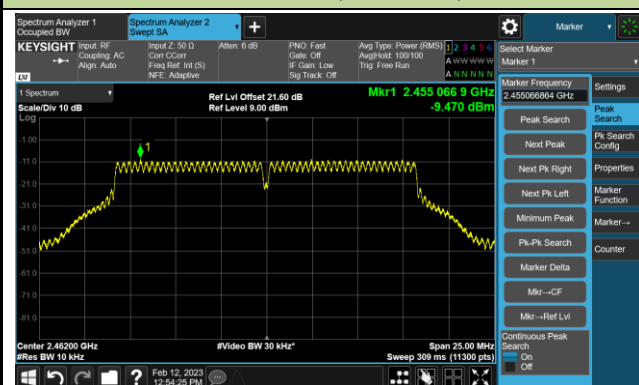 Spectrum Analyzer 1
Occupied BW
Spectrum Analyzer 2
Swept SA
Marker
KEYSIGHT
Input: RF
Coupling: AC
Align: Auto
Input Z: 50 Ω
Corr CCorr
Freq Ref: Int (S)
NFE: Adaptive
Atten: 6 dB
PNO: Fast
Gate: Off
IF Gain: Low
Sig Track: Off
Avg Type: Power (RMS)
Avg|Hold: 100/100
Trig: Free Run
1 2 3 4 5 6
A W W W W W
A N N N N N
LXI
Select Marker
Marker 1
1 Spectrum
Scale/Div 10 dB
Log
Ref Lvl Offset 21.60 dB
Ref Level 9.00 dBm
Mkr1 2.455 066 9 GHz
-9.470 dBm
1
-1.00
-11.0
-21.0
-31.0
-41.0
-51.0
-61.0
-71.0
-81.0
Center 2.46200 GHz
#Res BW 10 kHz
#Video BW 30 kHz*
Span 25.00 MHz
Sweep 309 ms (11300 pts)
Marker Frequency
2.455066864 GHz
Peak Search
Next Peak
Next Pk Right
Next Pk Left
Minimum Peak
Pk-Pk Search
Marker Delta
Mkr→CF
Mkr→Ref Lvl
Continuous Peak
Search
On
Off
Settings
Peak
Search
Pk Search
Config
Properties
Marker
Function
Marker→
Counter
Feb 12, 2023
12:54:25 PM